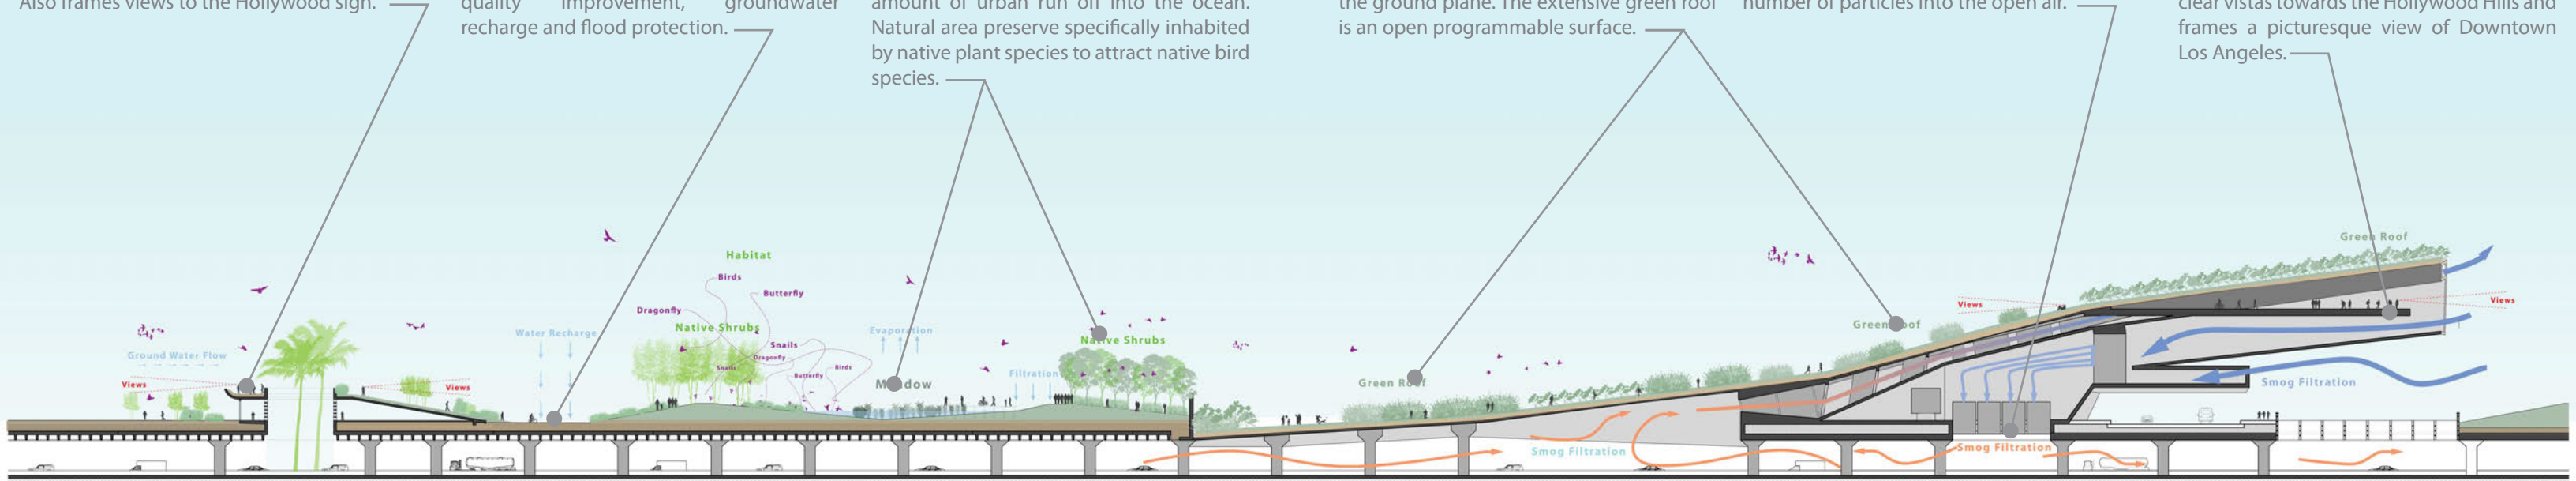 Also frames views to the Hollywood sign.
quality improvement, groundwater
recharge and flood protection.
amount of urban run off into the ocean.
Natural area preserve specifically inhabited
by native plant species to attract native bird
species.
the ground plane. The extensive green roof
is an open programmable surface.
number of particles into the open air.
clear vistas towards the Hollywood Hills and
frames a picturesque view of Downtown
Los Angeles.
Ground Water Flow
Views
Views
Water Recharge
Habitat
Birds
Butterfly
Dragonfly
Native Shrubs
Snails
Dragonfly
Snails
Birds
Butterfly
Evaporation
Meadow
Filtration
Native Shrubs
Green Roof
Green Roof
Views
Green Roof
Views
Smog Filtration
Smog Filtration
Smog Filtration